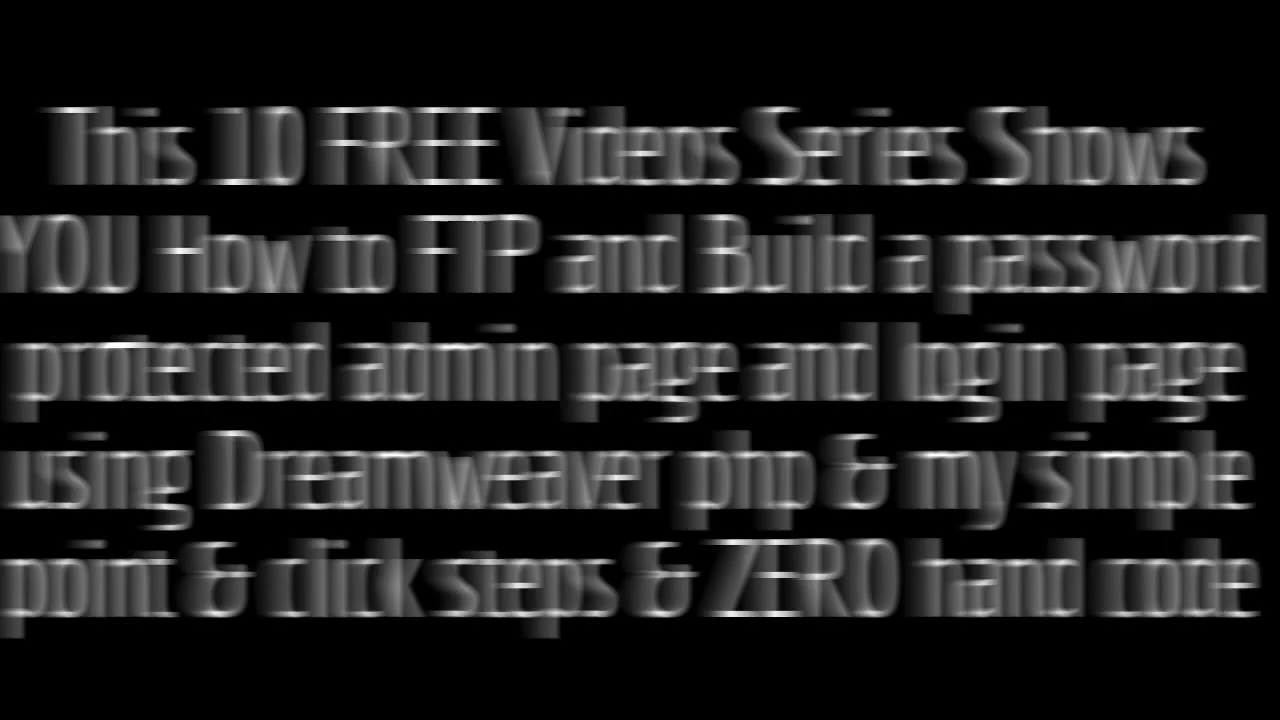 This 10 FREE Videos Series Shows
YOU How to FTP and Build a password
protected admin page and login page
using Dreamweaver php & my simple
point & click steps & ZERO hand code